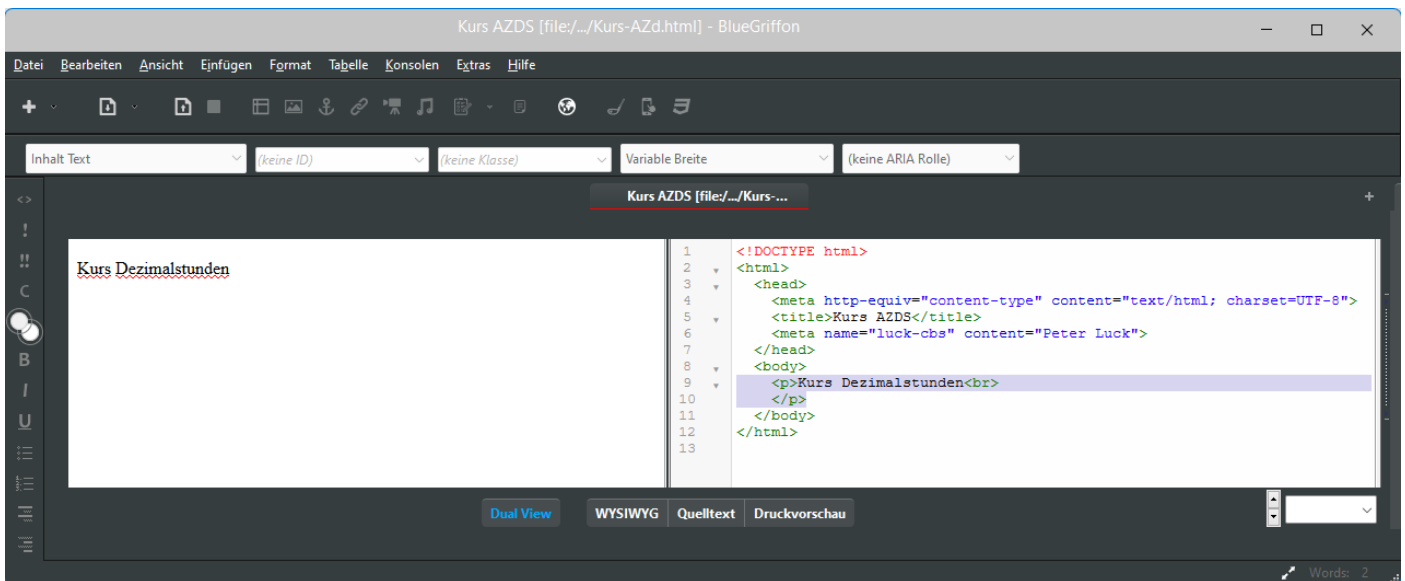 Kurs AZDS [file:/.../Kurs-AZd.html] - BlueGriffon
Datei Bearbeiten Ansicht Einfügen Format Tabelle Konsolen Extras Hilfe
Inhalt Text (keine ID) (keine Klasse) Variable Breite (keine ARIA Rolle)
Kurs AZDS [file:/.../Kurs-...
Kurs Dezimalstunden
1 <!DOCTYPE html>
2 <html>
3 <head>
4 <meta http-equiv="content-type" content="text/html; charset=UTF-8">
5 <title>Kurs AZDS</title>
6 <meta name="luck-cbs" content="Peter Luck">
7 </head>
8 <body>
9 <p>Kurs Dezimalstunden<br>
10 </p>
11 </body>
12 </html>
13
<>
!
!!
C
B
I
U
Dual View WYSIWYG Quelltext Druckvorschau
Words: 2